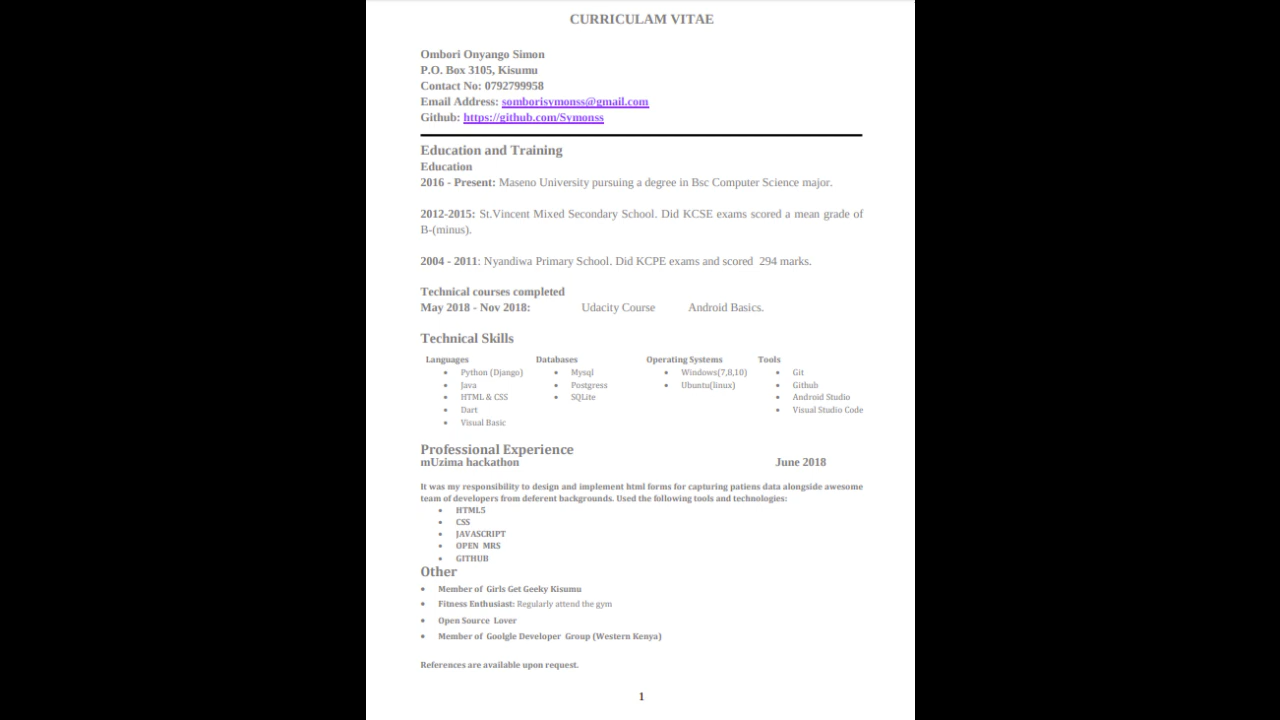 CURRICULAM VITAE
Ombori Onyango Simon
P.O. Box 3105, Kisumu
Contact No: 0792799958
Email Address: somborisymonss@gmail.com
Github: https://github.com/Symonss
Education and Training
Education
2016 - Present: Maseno University pursuing a degree in Bsc Computer Science major.
2012-2015: St.Vincent Mixed Secondary School. Did KCSE exams scored a mean grade of
B-(minus).
2004 - 2011: Nyandiwa Primary School. Did KCPE exams and scored 294 marks.
Technical courses completed
May 2018 - Nov 2018: Udacity Course Android Basics.
Technical Skills
Languages Databases Operating Systems Tools
• Python (Django) • Mysql • Windows(7,8,10) • Git
• Java • Postgress • Ubuntu(linux) • Github
• HTML & CSS • SQLite • Android Studio
• Dart • Visual Studio Code
• Visual Basic
Professional Experience
mUzima hackathon June 2018
It was my responsibility to design and implement html forms for capturing patiens data alongside awesome
team of developers from deferent backgrounds. Used the following tools and technologies:
• HTML5
• CSS
• JAVASCRIPT
• OPEN MRS
• GITHUB
Other
• Member of Girls Get Geeky Kisumu
• Fitness Enthusiast: Regularly attend the gym
• Open Source Lover
• Member of Goolgle Developer Group (Western Kenya)
References are available upon request.
1